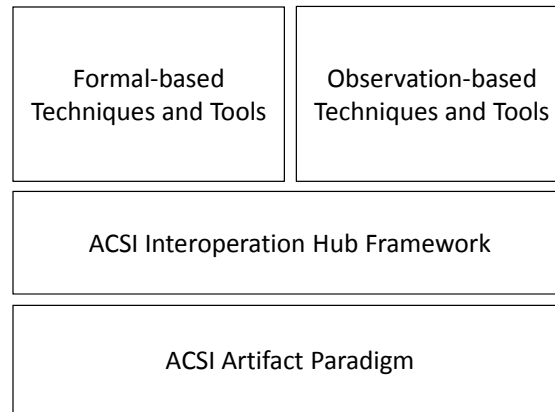 Formal-based
Techniques and Tools
Observation-based
Techniques and Tools
ACSI Interoperation Hub Framework
ACSI Artifact Paradigm